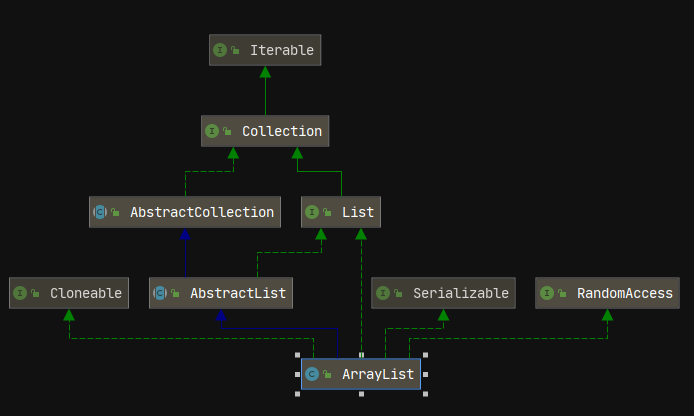 Iterable
Collection
AbstractCollection
List
Cloneable
AbstractList
Serializable
RandomAccess
ArrayList